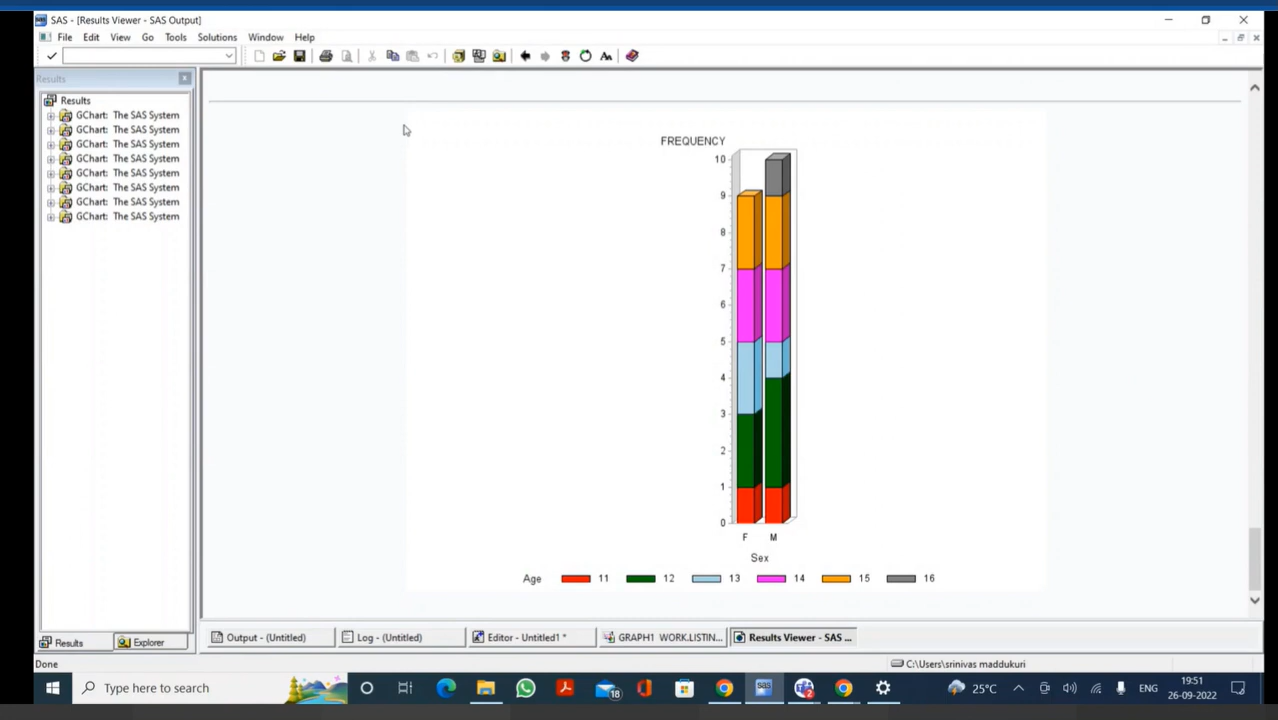 SAS - [Results Viewer - SAS Output]
File Edit View Go Tools Solutions Window Help
Results
Results
GChart: The SAS System
GChart: The SAS System
GChart: The SAS System
GChart: The SAS System
GChart: The SAS System
GChart: The SAS System
GChart: The SAS System
GChart: The SAS System
FREQUENCY
10
9
8
7
6
5
4
3
2
1
0
F M
Sex
Age 11 12 13 14 15 16
Results Explorer
Output - (Untitled) Log - (Untitled) Editor - Untitled1 * GRAPH1 WORK.LISTIN... Results Viewer - SAS ...
Done C:\Users\srinivas maddukuri
Type here to search 18 sas 2 25°C ENG 19:51
26-09-2022